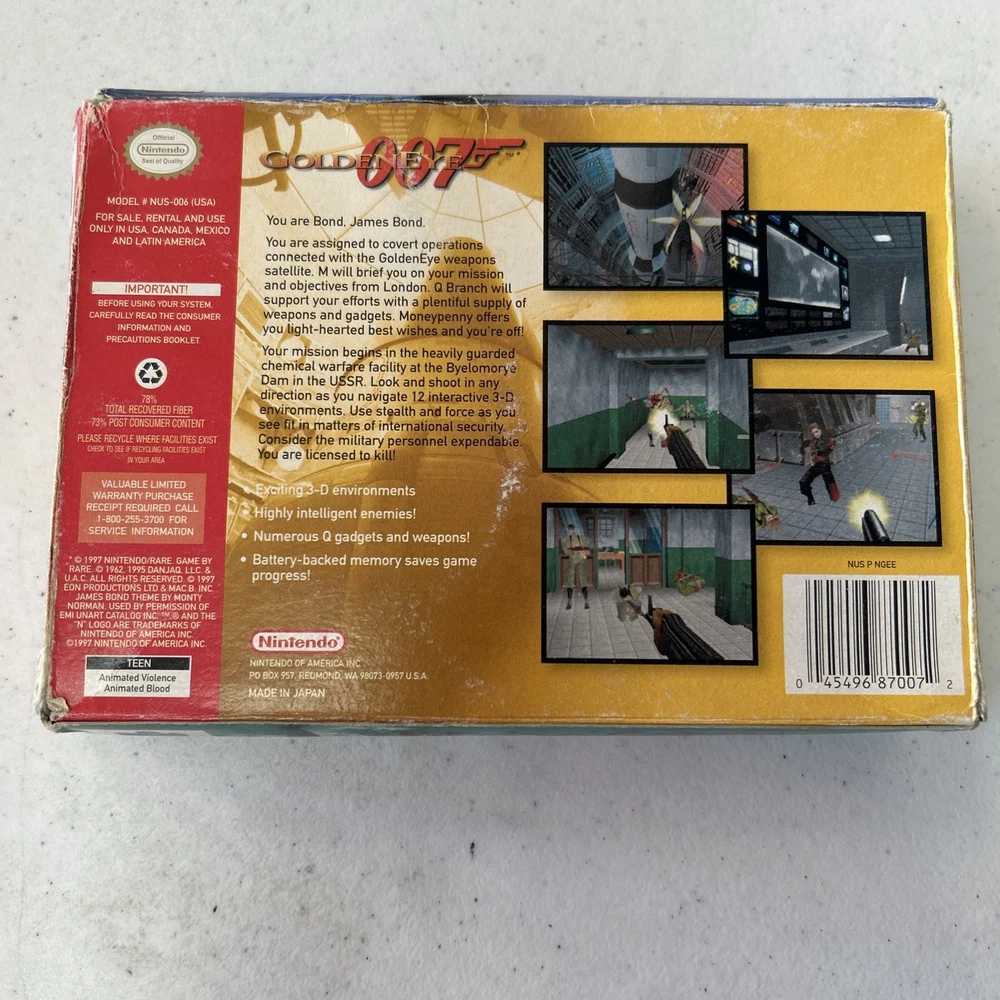 Official
Nintendo
Seal of Quality
MODEL # NUS-006 (USA)
FOR SALE, RENTAL AND USE
ONLY IN USA, CANADA, MEXICO
AND LATIN AMERICA
IMPORTANT!
BEFORE USING YOUR SYSTEM,
CAREFULLY READ THE CONSUMER
INFORMATION AND
PRECAUTIONS BOOKLET.
78%
TOTAL RECOVERED FIBER
73% POST CONSUMER CONTENT
PLEASE RECYCLE WHERE FACILITIES EXIST
CHECK TO SEE IF RECYCLING FACILITIES EXIST
IN YOUR AREA
VALUABLE LIMITED
WARRANTY PURCHASE
RECEIPT REQUIRED CALL
1-800-255-3700 FOR
SERVICE INFORMATION
* © 1997 NINTENDO/RARE. GAME BY
RARE. © 1962, 1995 DANJAQ, LLC. &
U.A.C. ALL RIGHTS RESERVED. © 1997
EON PRODUCTIONS LTD & MAC B. INC.
JAMES BOND THEME BY MONTY
NORMAN. USED BY PERMISSION OF
EMI UNART CATALOG INC. ™,® AND THE
"N" LOGO ARE TRADEMARKS OF
NINTENDO OF AMERICA INC.
©1997 NINTENDO OF AMERICA INC.
TEEN
Animated Violence
Animated Blood
GOLDENEYE 007 ™*
You are Bond. James Bond.
You are assigned to covert operations
connected with the GoldenEye weapons
satellite. M will brief you on your mission
and objectives from London. Q Branch will
support your efforts with a plentiful supply of
weapons and gadgets. Moneypenny offers
you light-hearted best wishes and you're off!
Your mission begins in the heavily guarded
chemical warfare facility at the Byelomorye
Dam in the USSR. Look and shoot in any
direction as you navigate 12 interactive 3-D
environments. Use stealth and force as you
see fit in matters of international security.
Consider the military personnel expendable.
You are licensed to kill!
• Exciting 3-D environments
• Highly intelligent enemies!
• Numerous Q gadgets and weapons!
• Battery-backed memory saves game
progress!
Nintendo®
NINTENDO OF AMERICA INC.
PO BOX 957, REDMOND, WA 98073-0957 U.S.A.
MADE IN JAPAN
NUS P NGEE
0 45496 87007 2